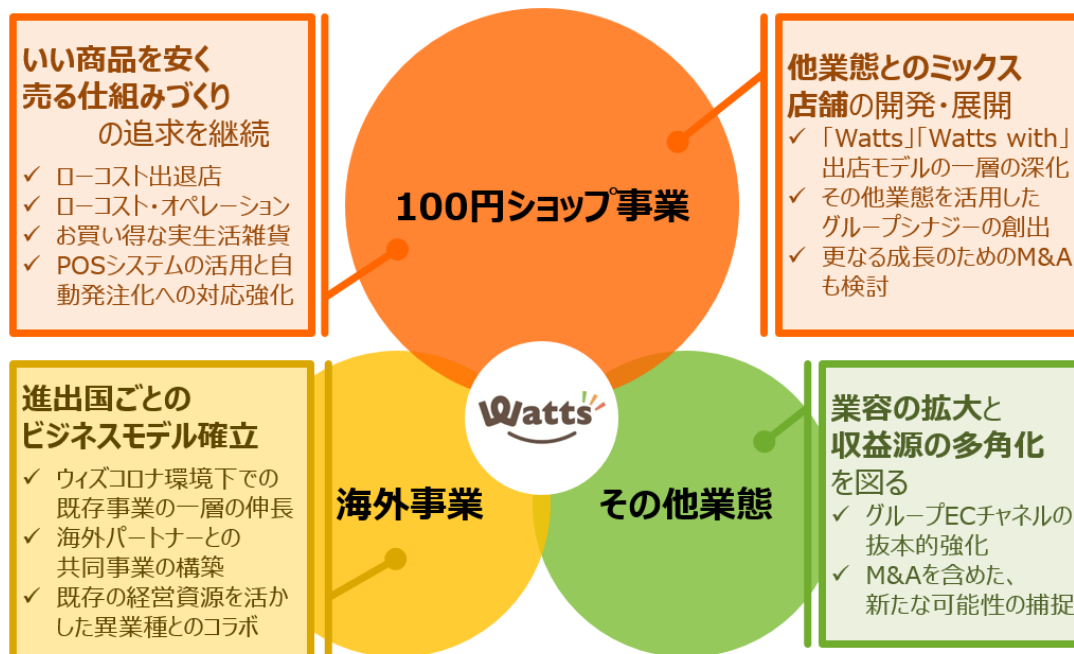 いい商品を安く
売る仕組みづくり
の追求を継続
✓ ローコスト出退店
✓ ローコスト・オペレーション
✓ お買い得な実生活雑貨
✓ POSシステムの活用と自
動発注化への対応強化
100円ショップ事業
他業態とのミックス
店舗の開発・展開
✓ 「Watts」「Watts with」
出店モデルの一層の深化
✓ その他業態を活用した
グループシナジーの創出
✓ 更なる成長のためのM&A
も検討
進出国ごとの
ビジネスモデル確立
✓ ウィズコロナ環境下での
既存事業の一層の伸長
✓ 海外パートナーとの
共同事業の構築
✓ 既存の経営資源を活か
した異業種とのコラボ
Watts
海外事業
その他業態
業容の拡大と
収益源の多角化
を図る
✓ グループECチャネルの
抜本的強化
✓ M&Aを含めた、
新たな可能性の捕捉